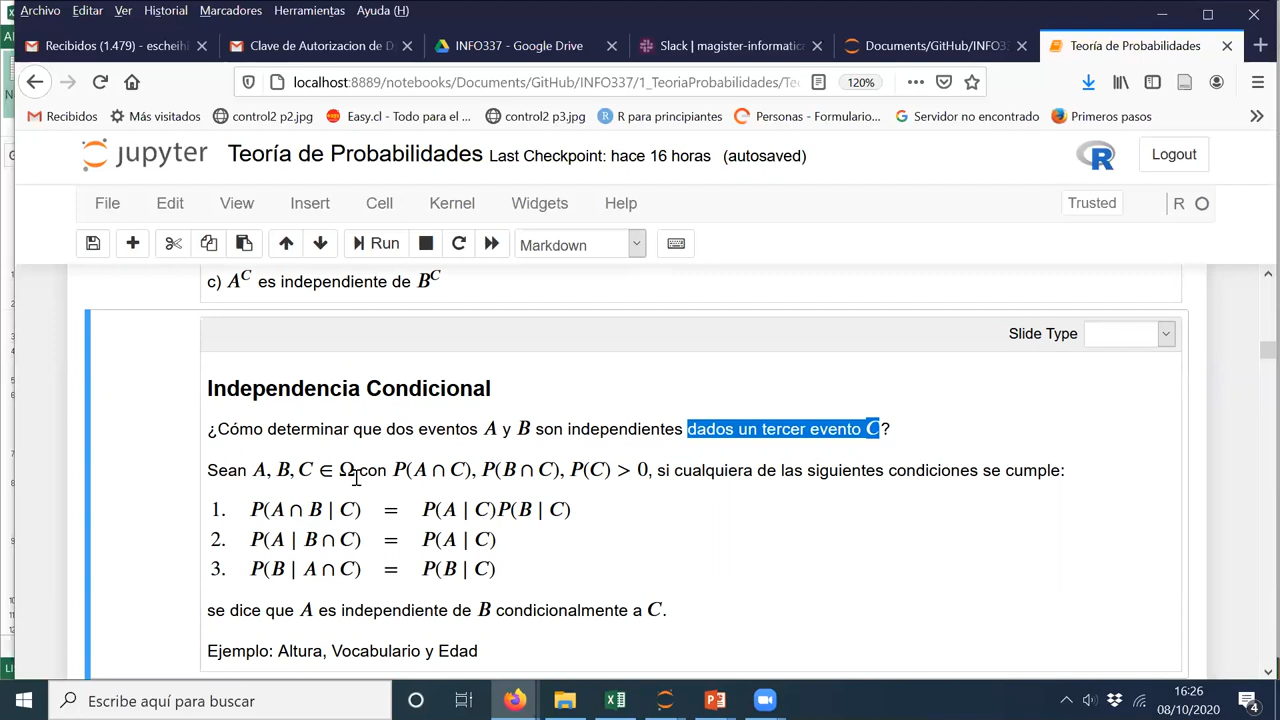 Archivo Editar Ver Historial Marcadores Herramientas Ayuda (H)
Recibidos (1.479) - escheih
Clave de Autorización de D
INFO337 - Google Drive
Slack | magister-informatica
Documents/GitHub/INFO33
Teoría de Probabilidades
localhost:8889/notebooks/Documents/GitHub/INFO337/1_TeoriaProbabilidades/Te 120%
Recibidos Más visitados control2 p2.jpg Easy.cl - Todo para el ... control2 p3.jpg R para principiantes Personas - Formulario... Servidor no encontrado Primeros pasos
jupyter Teoría de Probabilidades Last Checkpoint: hace 16 horas (autosaved) R Logout
File Edit View Insert Cell Kernel Widgets Help Trusted R
Run Markdown
c) A^C es independiente de B^C
Slide Type
Independencia Condicional
¿Cómo determinar que dos eventos A y B son independientes dados un tercer evento C?
Sean A, B, C ∈ Ω con P(A ∩ C), P(B ∩ C), P(C) > 0, si cualquiera de las siguientes condiciones se cumple:
1. P(A ∩ B | C) = P(A | C)P(B | C)
2. P(A | B ∩ C) = P(A | C)
3. P(B | A ∩ C) = P(B | C)
se dice que A es independiente de B condicionalmente a C.
Ejemplo: Altura, Vocabulario y Edad
Escribe aquí para buscar
16:26
08/10/2020
4